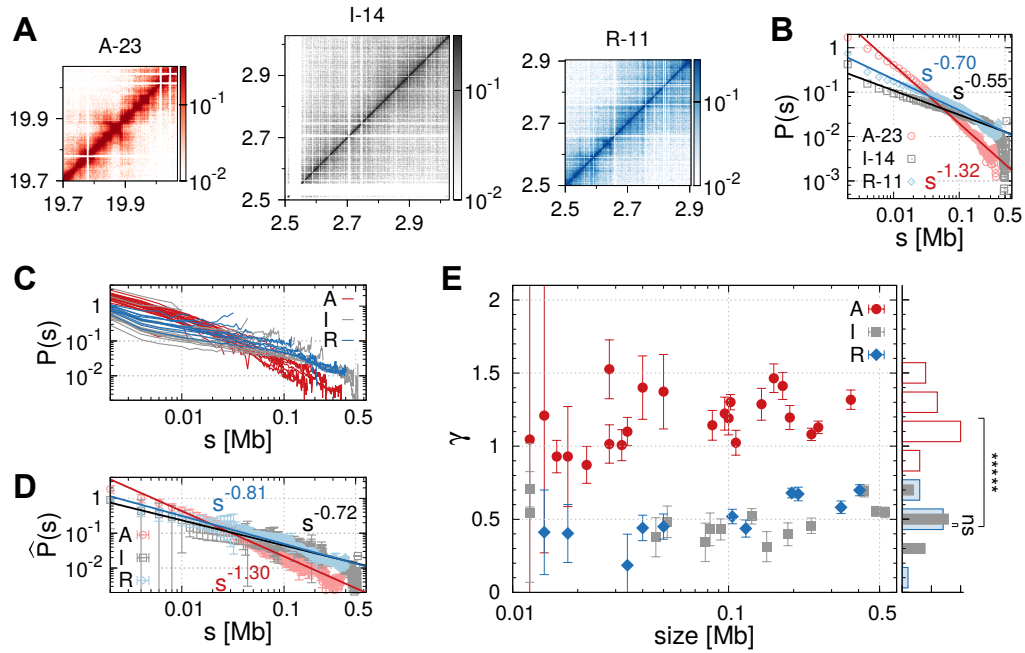 A
A-23
19.9
19.7
19.7 19.9
10^-1
10^-2
I-14
2.9
2.7
2.5
2.5 2.7 2.9
10^-1
10^-2
R-11
2.9
2.7
2.5
2.5 2.7 2.9
10^-1
10^-2
B
P(s)
1
10^-1
10^-2
10^-3
s^-0.70
s^-0.55
A-23
I-14
R-11
s^-1.32
0.01 0.1 0.5
s [Mb]
C
P(s)
1
10^-1
10^-2
A
I
R
0.01 0.1 0.5
s [Mb]
D
P̂(s)
1
10^-1
10^-2
s^-0.81
s^-0.72
A
I
R
s^-1.30
0.01 0.1 0.5
s [Mb]
E
γ
2
1.5
1
0.5
0
A
I
R
*****
ns
0.01 0.1 0.5
size [Mb]